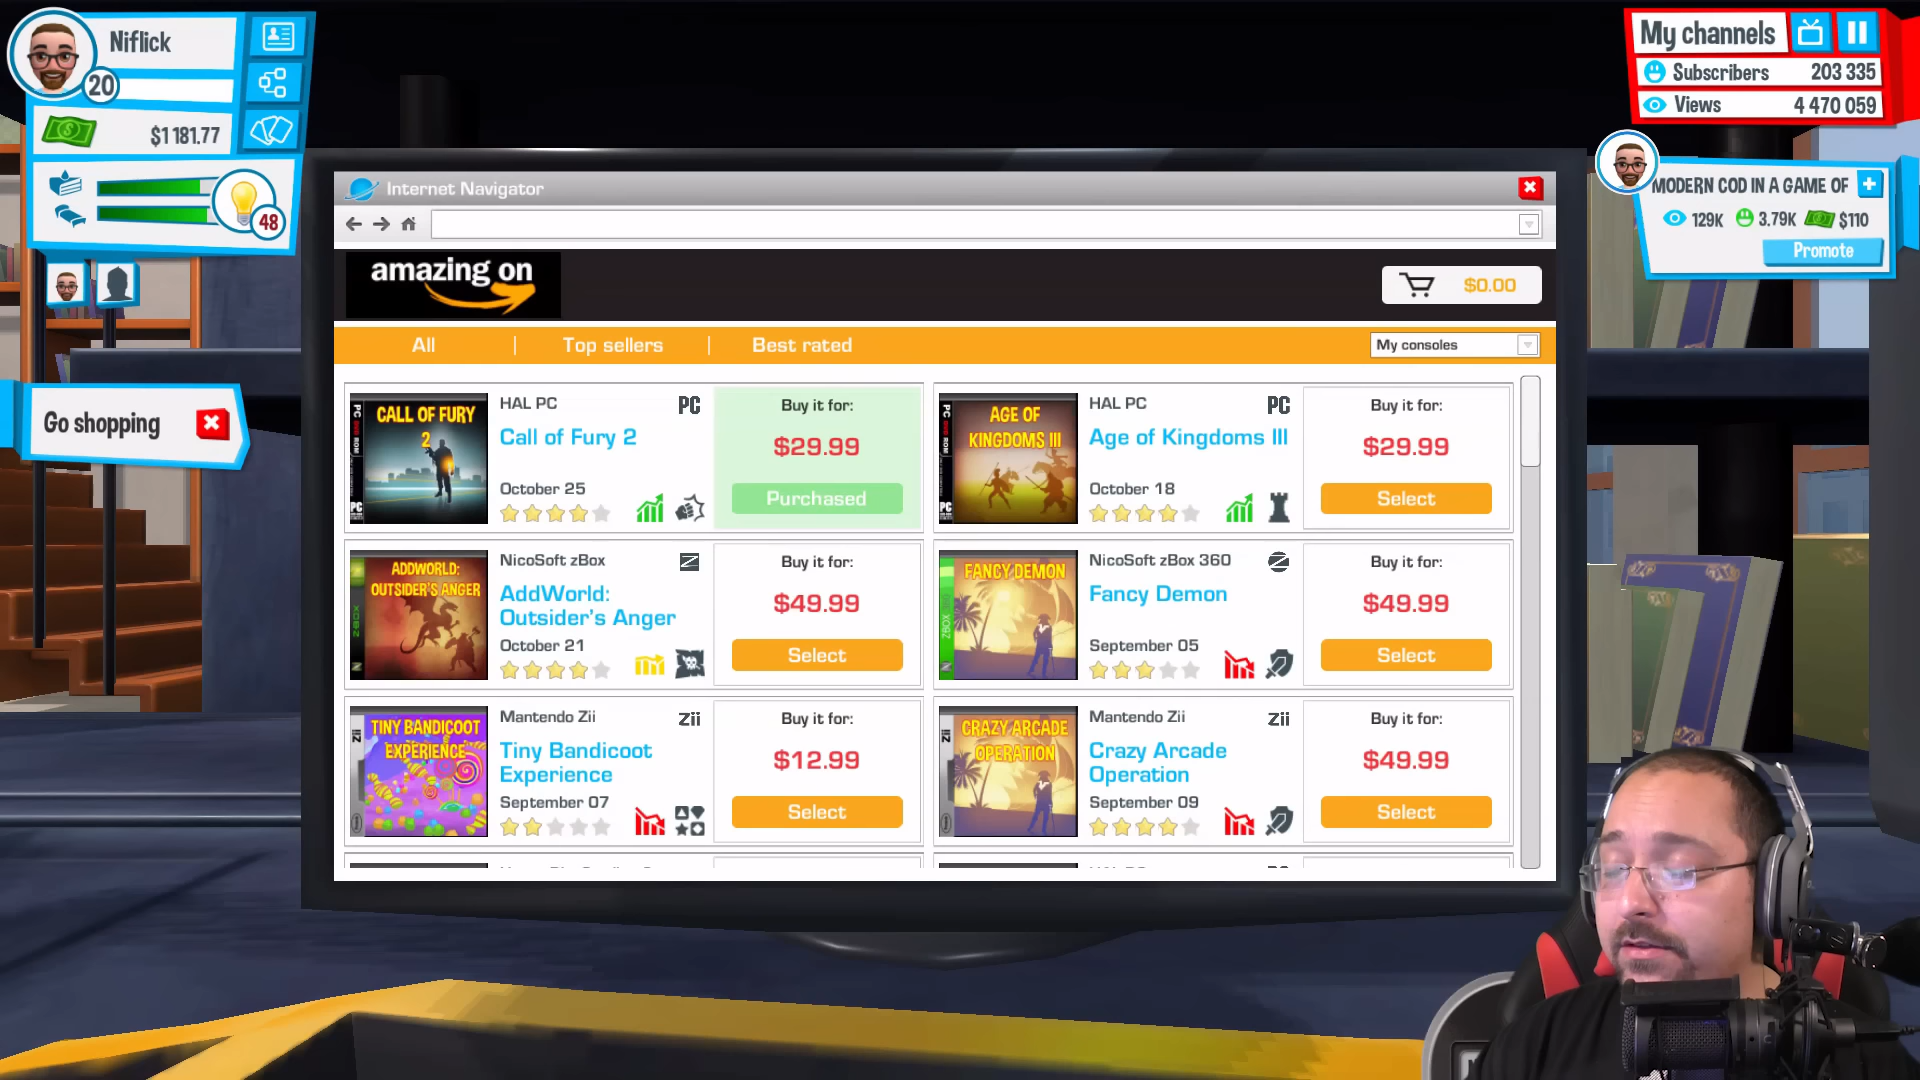 Niflick
20
$1 181.77
48
Go shopping
My channels
Subscribers 203 335
Views 4 470 059
MODERN COD IN A GAME OF
129K 3.79K $110
Promote
Internet Navigator
amazing on
$0.00
All | Top sellers | Best rated
My consoles
CALL OF FURY
2
PC
HAL PC
PC
Call of Fury 2
October 25
Buy it for:
$29.99
Purchased
AGE OF
KINGDOMS III
PC
HAL PC
PC
Age of Kingdoms III
October 18
Buy it for:
$29.99
Select
ADDWORLD:
OUTSIDER'S ANGER
NicoSoft zBox
AddWorld:
Outsider's Anger
October 21
Buy it for:
$49.99
Select
FANCY DEMON
NicoSoft zBox 360
Fancy Demon
September 05
Buy it for:
$49.99
Select
TINY BANDICOOT
EXPERIENCE
Mantendo Zii
Zii
Tiny Bandicoot
Experience
September 07
Buy it for:
$12.99
Select
CRAZY ARCADE
OPERATION
Mantendo Zii
Zii
Crazy Arcade
Operation
September 09
Buy it for:
$49.99
Select